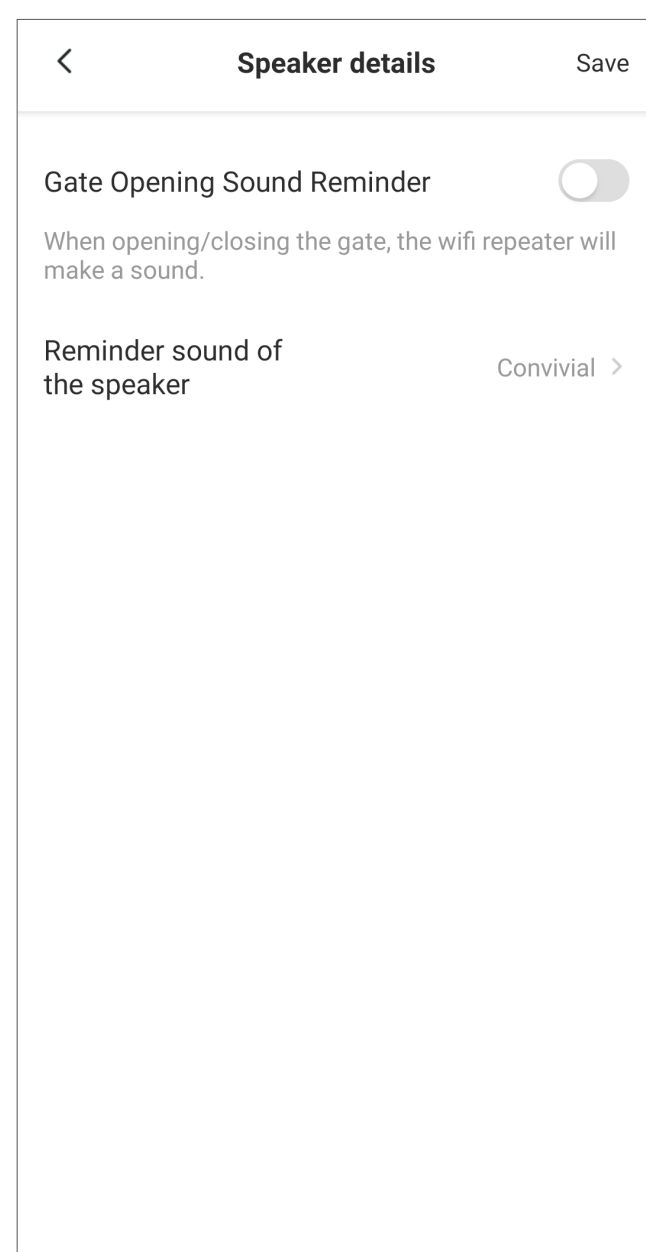 Speaker details
Save
Gate Opening Sound Reminder
When opening/closing the gate, the wifi repeater will
make a sound.
Reminder sound of
the speaker
Convivial